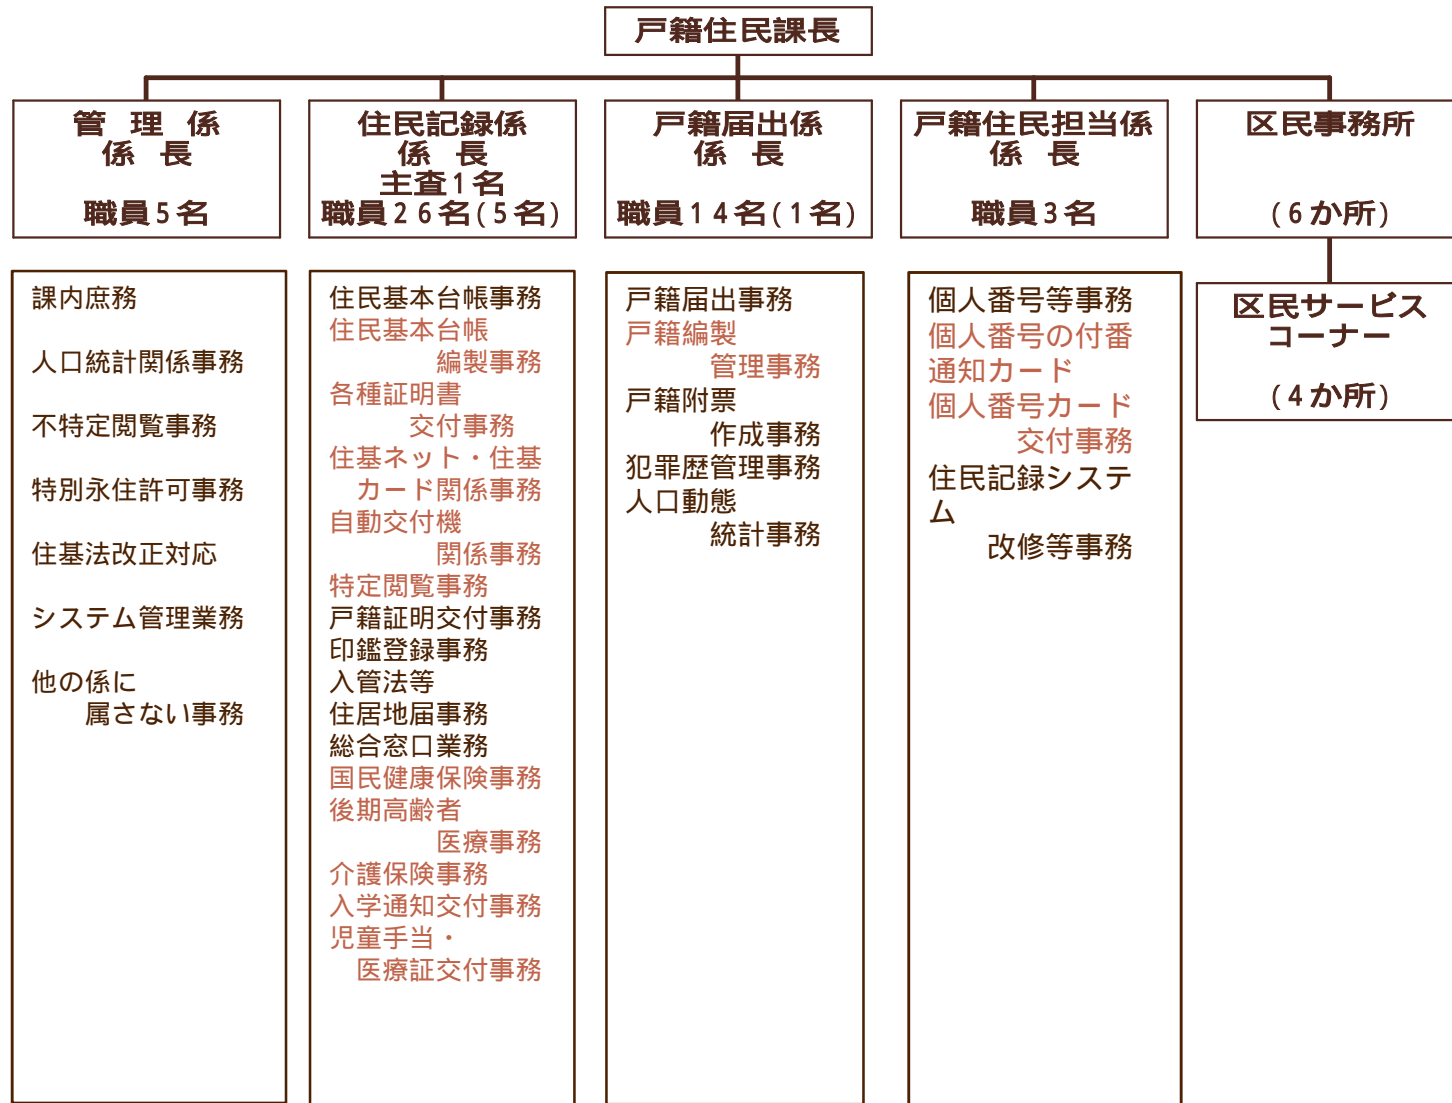 戸籍住民課長
管 理 係
係 長
職員5名
住民記録係
係 長
主査1名
職員26名(5名)
戸籍届出係
係 長
職員14名(1名)
戸籍住民担当係
係 長
職員3名
区民事務所
(6か所)
区民サービス
コーナー
(4か所)
課内庶務
人口統計関係事務
不特定閲覧事務
特別永住許可事務
住基法改正対応
システム管理業務
他の係に
属さない事務
住民基本台帳事務
住民基本台帳
編製事務
各種証明書
交付事務
住基ネット・住基
カード関係事務
自動交付機
関係事務
特定閲覧事務
戸籍証明交付事務
印鑑登録事務
入管法等
住居地届事務
総合窓口業務
国民健康保険事務
後期高齢者
医療事務
介護保険事務
入学通知交付事務
児童手当・
医療証交付事務
戸籍届出事務
戸籍編製
管理事務
戸籍附票
作成事務
犯罪歴管理事務
人口動態
統計事務
個人番号等事務
個人番号の付番
通知カード
個人番号カード
交付事務
住民記録システ
ム
改修等事務